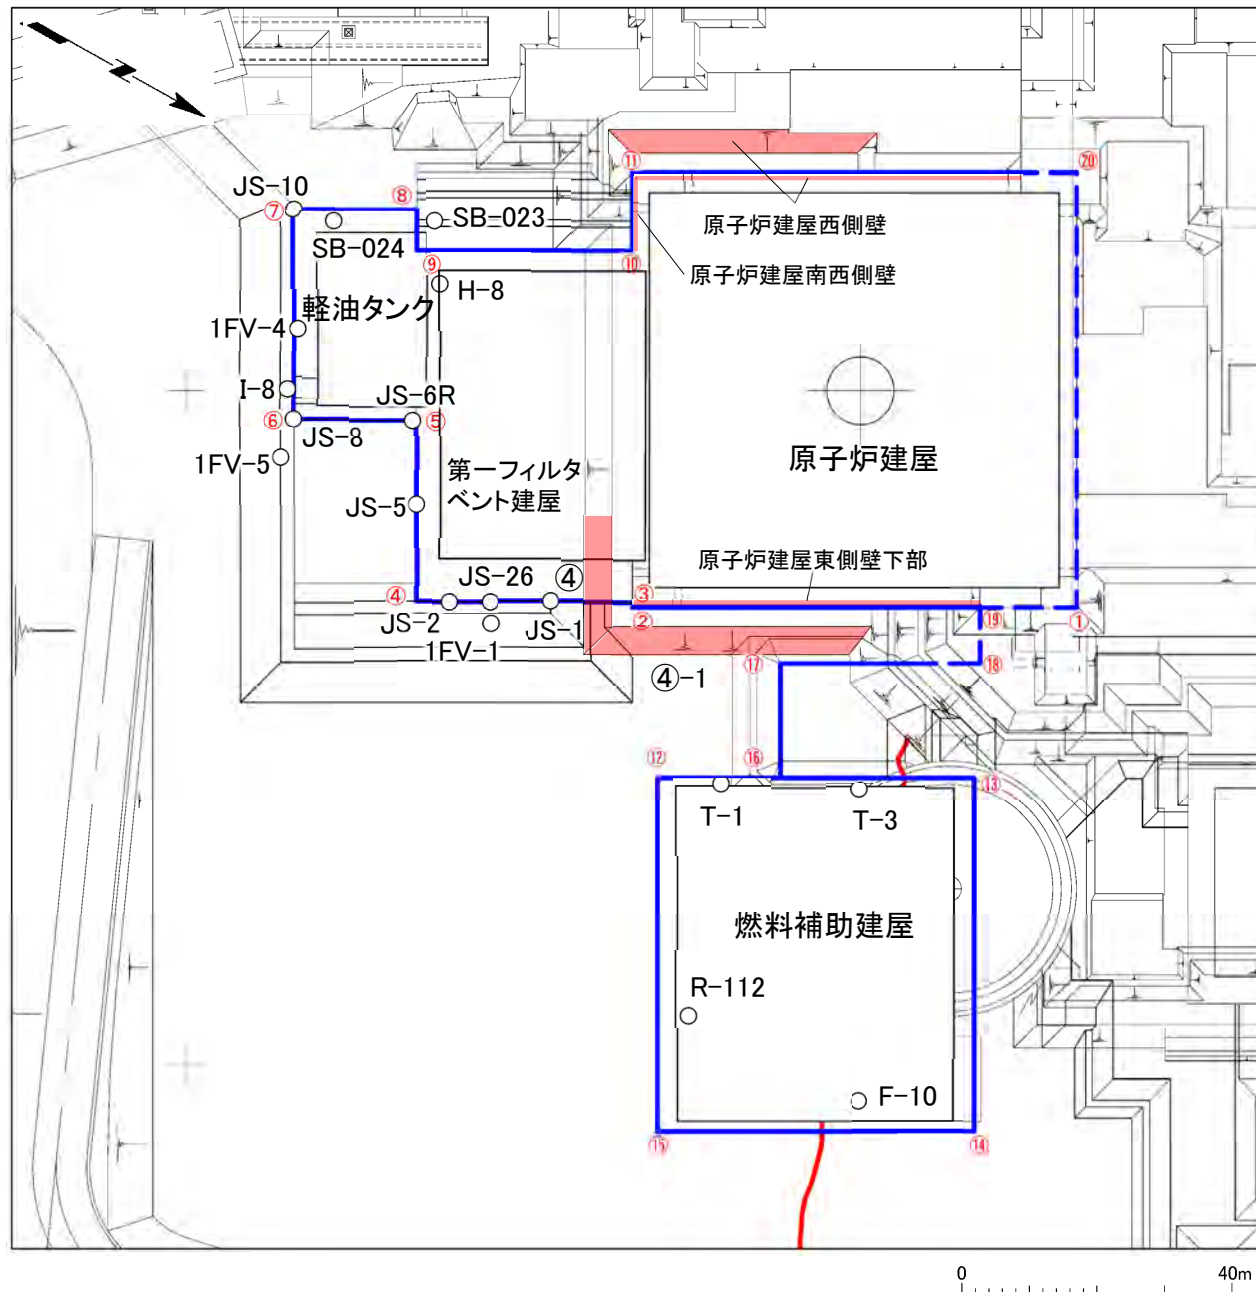 ⑪
⑳
JS-10
⑦
⑧
SB-024
SB-023
原子炉建屋西側壁
⑨
⑩
原子炉建屋南西側壁
H-8
軽油タンク
1FV-4
I-8
JS-6R
⑥
JS-8
⑤
1FV-5
第一フィルタ
ベント建屋
原子炉建屋
JS-5
原子炉建屋東側壁下部
JS-26
④
④
③
JS-2
JS-1
②
⑲
①
1FV-1
④-1
⑰
⑱
⑫
⑯
⑬
T-1
T-3
燃料補助建屋
R-112
F-10
⑮
⑭
0
40m